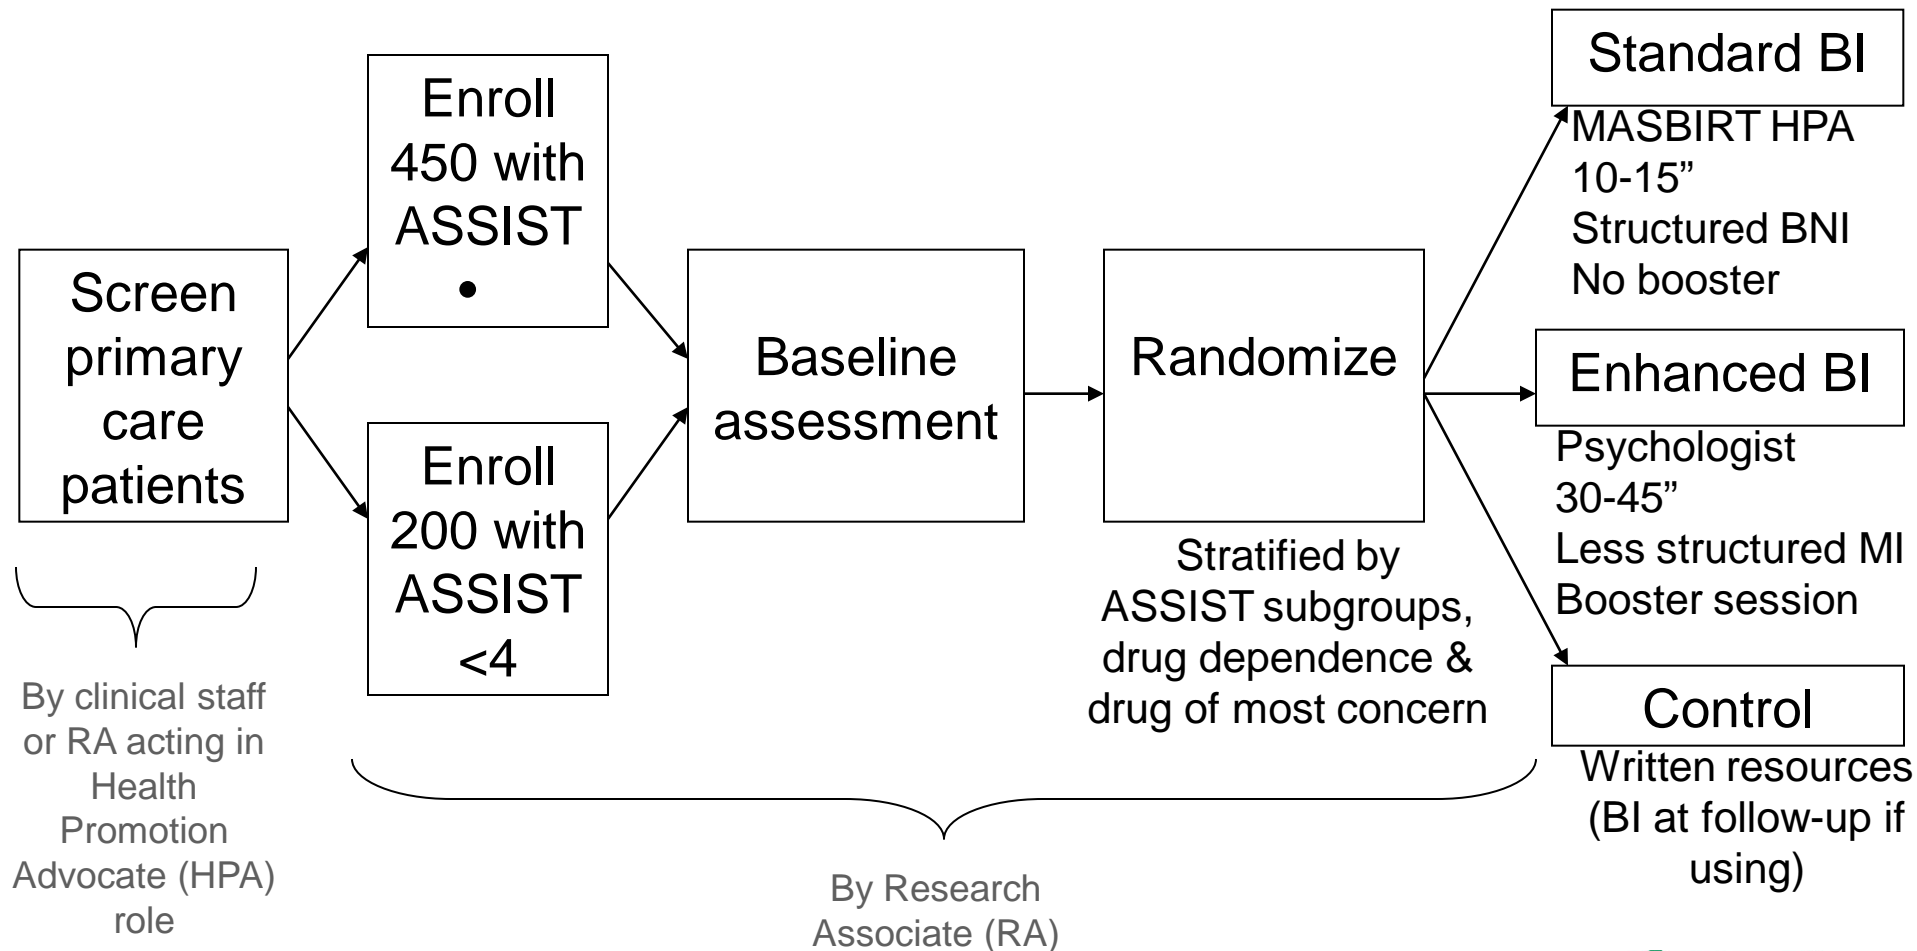 Screen
primary
care
patients
By clinical staff
or RA acting in
Health
Promotion
Advocate (HPA)
role
Enroll
450 with
ASSIST
•
Enroll
200 with
ASSIST
<4
Baseline
assessment
Randomize
Stratified by
ASSIST subgroups,
drug dependence &
drug of most concern
By Research
Associate (RA)
Standard BI
MASBIRT HPA
10-15”
Structured BNI
No booster
Enhanced BI
Psychologist
30-45”
Less structured MI
Booster session
Control
Written resources
(BI at follow-up if
using)